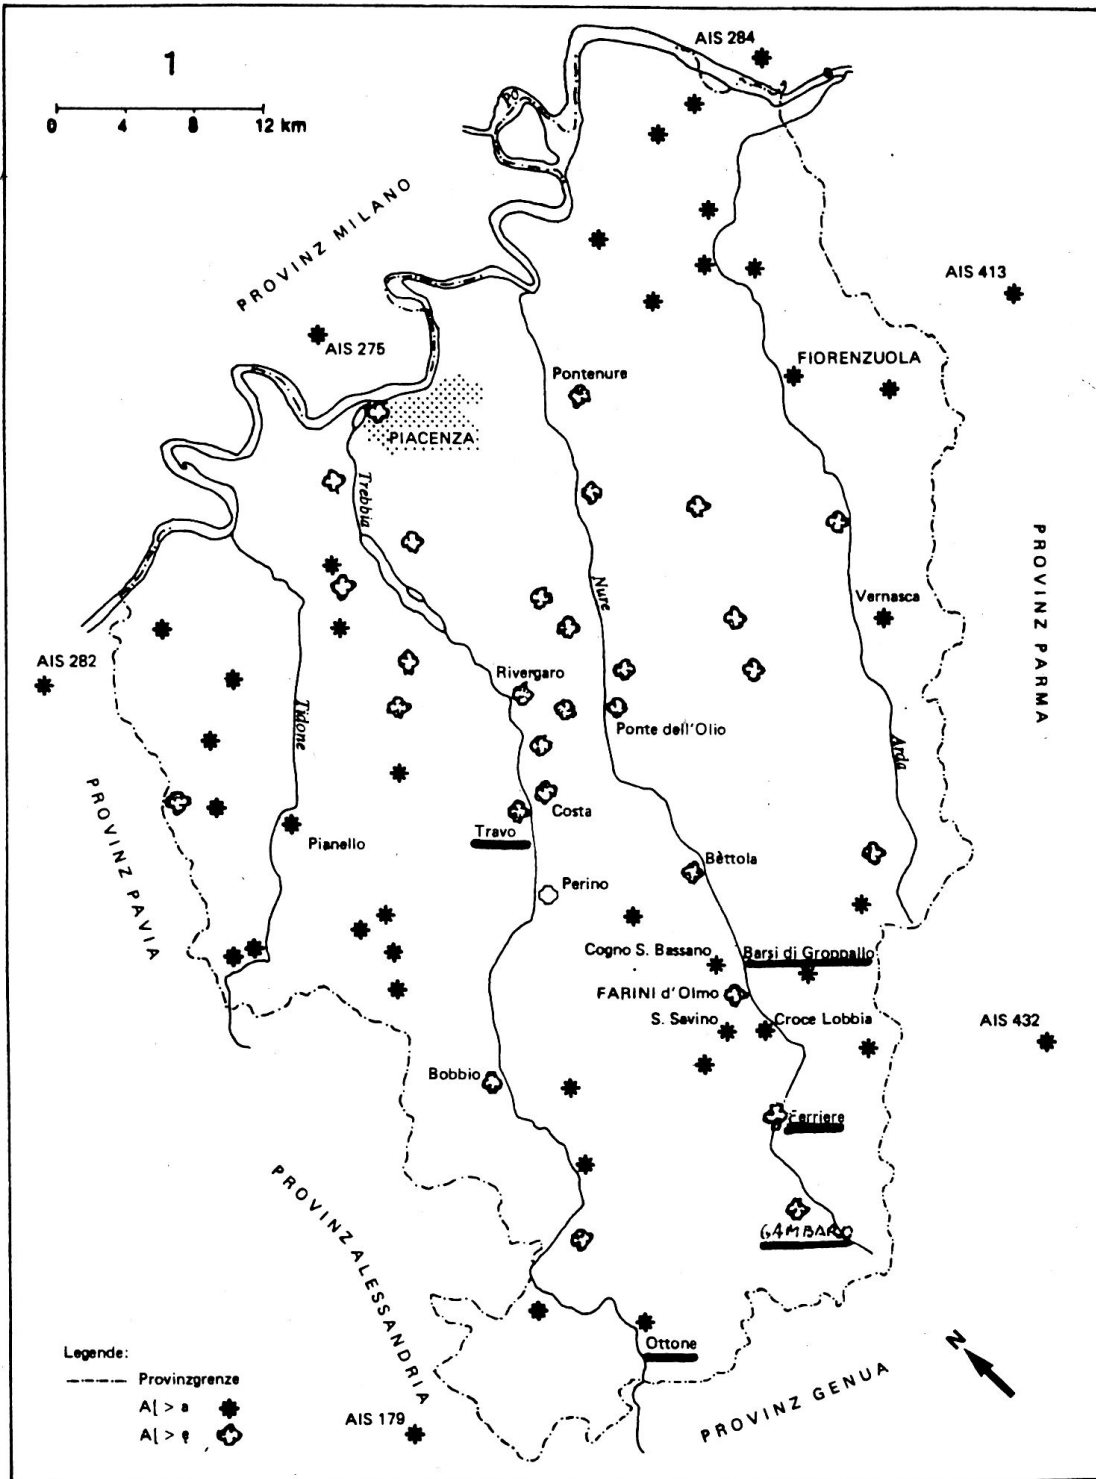 1
AIS 284
0 4 8 12 km
PROVINZ MILANO
AIS 413
AIS 275
FIORENZUOLA
Pontenure
PIACENZA
Trebbia
PROVINZ PARMA
Nure
Vernasca
AIS 282
Rivergaro
Tidone
Ponte dell'Olio
Arda
PROVINZ PAVIA
Costa
Travo
Pianello
Bèttola
Perino
Cogno S. Bassano
Barsi di Groppallo
FARINI d'Olmo
S. Savino
Croce Lobbia
AIS 432
Bobbio
Ferriere
PROVINZ ALESSANDRIA
GAMBARO
N
Ottone
Legende:
Provinzgrenze
A[ > a
A[ > ę
AIS 179
PROVINZ GENUA